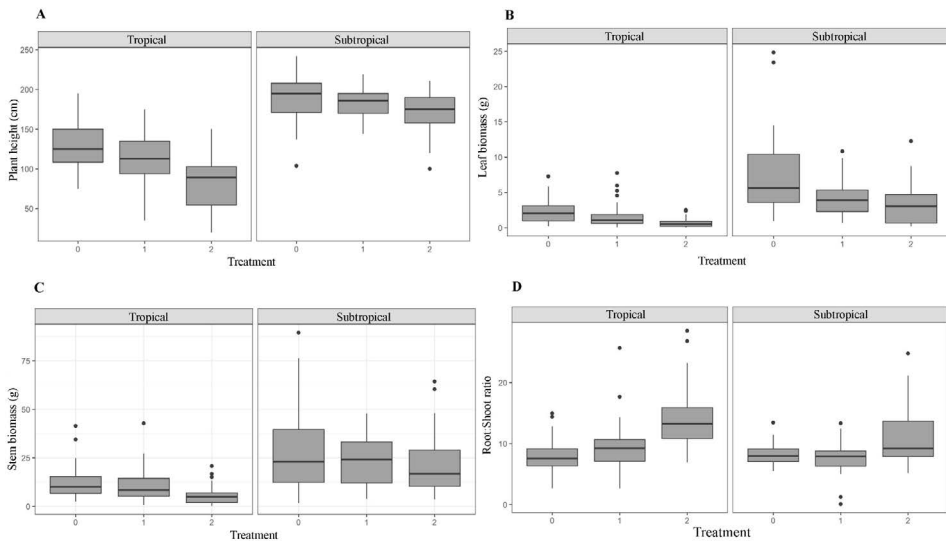 A
Tropical
Subtropical
250
200
150
100
50
Plant height (cm)
0 1 2
0 1 2
Treatment
B
Tropical
Subtropical
25
20
15
10
5
0
Leaf biomass (g)
0 1 2
0 1 2
Treatment
C
Tropical
Subtropical
75
50
25
0
Stem biomass (g)
0 1 2
0 1 2
Treatment
D
Tropical
Subtropical
20
10
0
Root:Shoot ratio
0 1 2
0 1 2
Treatment